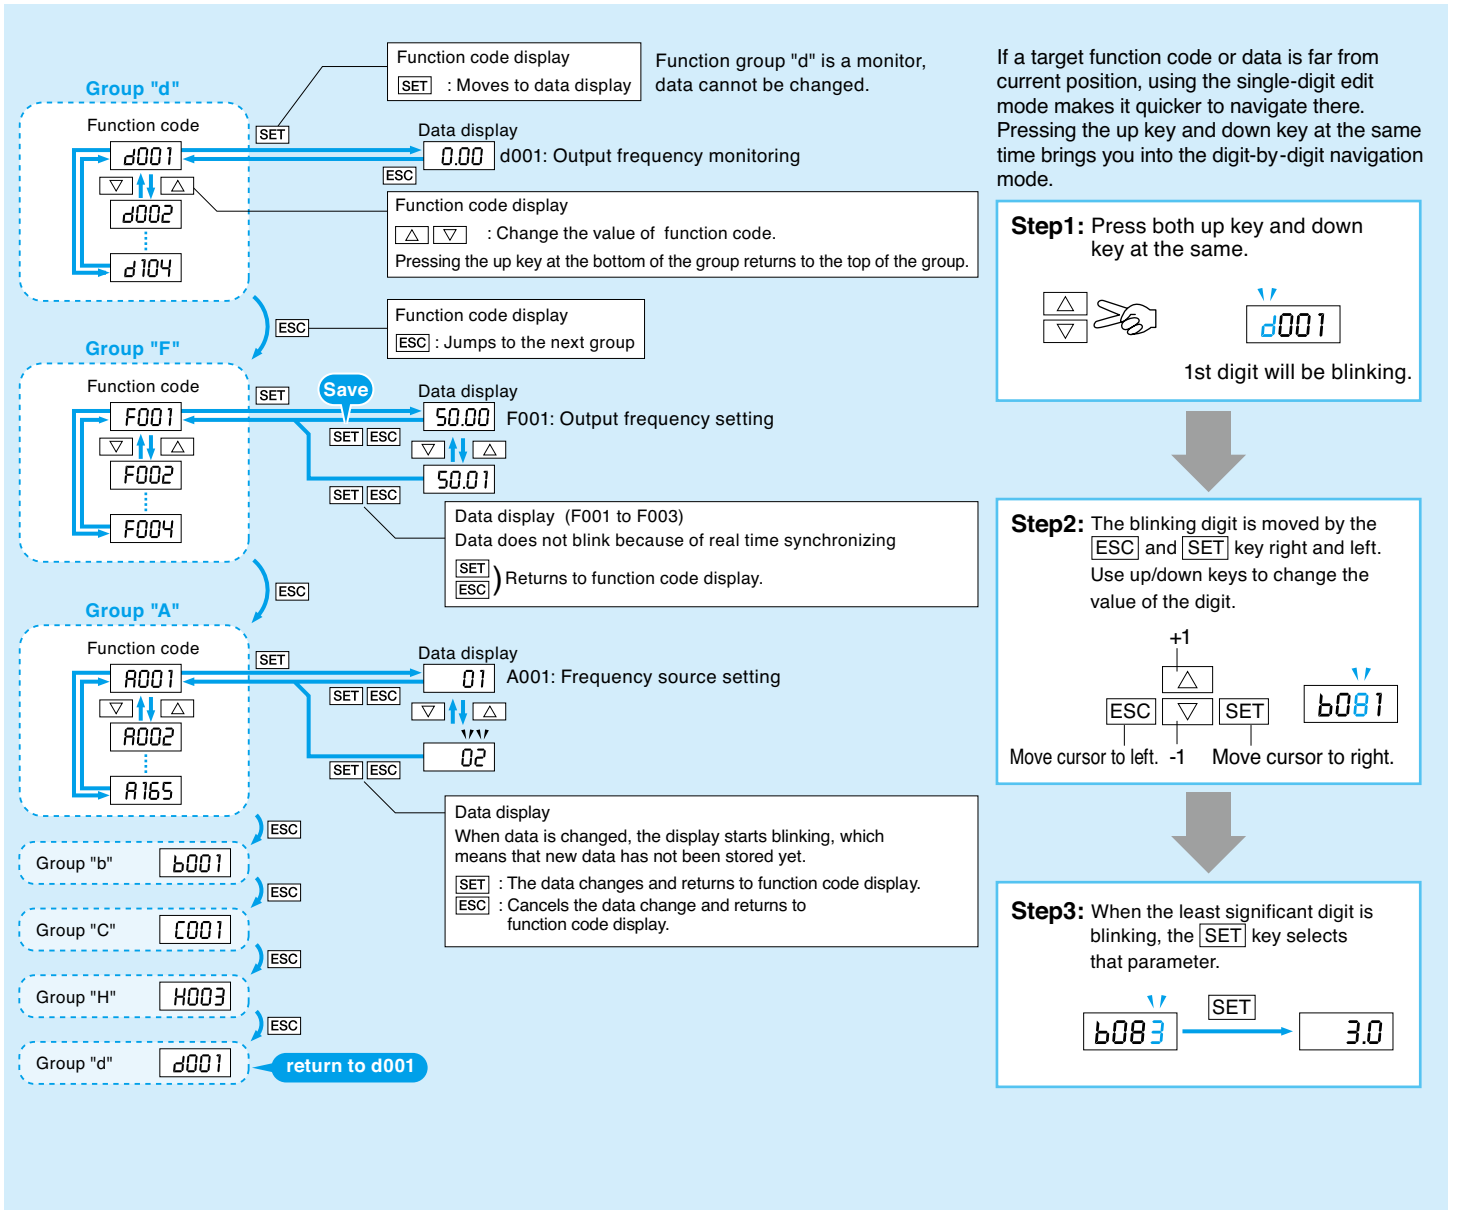 Function code display
SET : Moves to data display
Function group "d" is a monitor,
data cannot be changed.
Group "d"
Function code
SET
Data display
d001
0.00 d001: Output frequency monitoring
ESC
d002
d104
Function code display
: Change the value of function code.
Pressing the up key at the bottom of the group returns to the top of the group.
ESC
Function code display
ESC : Jumps to the next group
Group "F"
Function code
SET
Save
Data display
F001
50.00 F001: Output frequency setting
SET ESC
F002
50.01
SET ESC
F004
Data display (F001 to F003)
Data does not blink because of real time synchronizing
SET
ESC ) Returns to function code display.
ESC
Group "A"
Function code
SET
Data display
A001
01 A001: Frequency source setting
SET ESC
A002
02
SET ESC
A165
Data display
When data is changed, the display starts blinking, which
means that new data has not been stored yet.
SET : The data changes and returns to function code display.
ESC : Cancels the data change and returns to
function code display.
ESC
Group "b" b001
ESC
Group "C" C001
ESC
Group "H" H003
ESC
Group "d" d001 return to d001
If a target function code or data is far from
current position, using the single-digit edit
mode makes it quicker to navigate there.
Pressing the up key and down key at the same
time brings you into the digit-by-digit navigation
mode.
Step1: Press both up key and down
key at the same.
d001
1st digit will be blinking.
Step2: The blinking digit is moved by the
ESC and SET key right and left.
Use up/down keys to change the
value of the digit.
+1
ESC SET b081
Move cursor to left. -1 Move cursor to right.
Step3: When the least significant digit is
blinking, the SET key selects
that parameter.
b083 SET 3.0